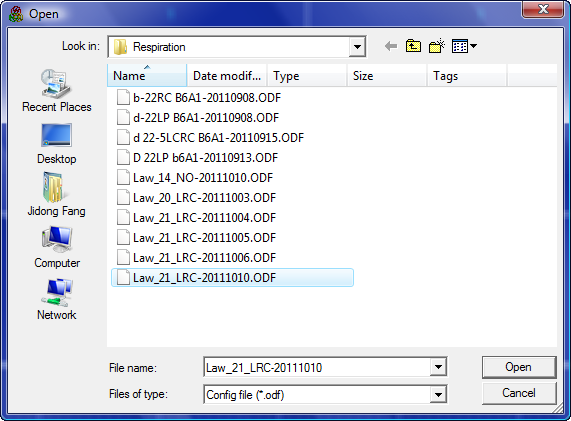 Open
Look in: Respiration
Name Date modif... Type Size Tags
Recent Places
Desktop
Jidong Fang
Computer
Network
b-22RC B6A1-20110908.ODF
d-22LP B6A1-20110908.ODF
d 22-5LCRC B6A1-20110915.ODF
D 22LP b6A1-20110913.ODF
Law_14_NO-20111010.ODF
Law_20_LRC-20111003.ODF
Law_21_LRC-20111004.ODF
Law_21_LRC-20111005.ODF
Law_21_LRC-20111006.ODF
Law_21_LRC-20111010.ODF
File name: Law_21_LRC-20111010 Open
Files of type: Config file (*.odf) Cancel